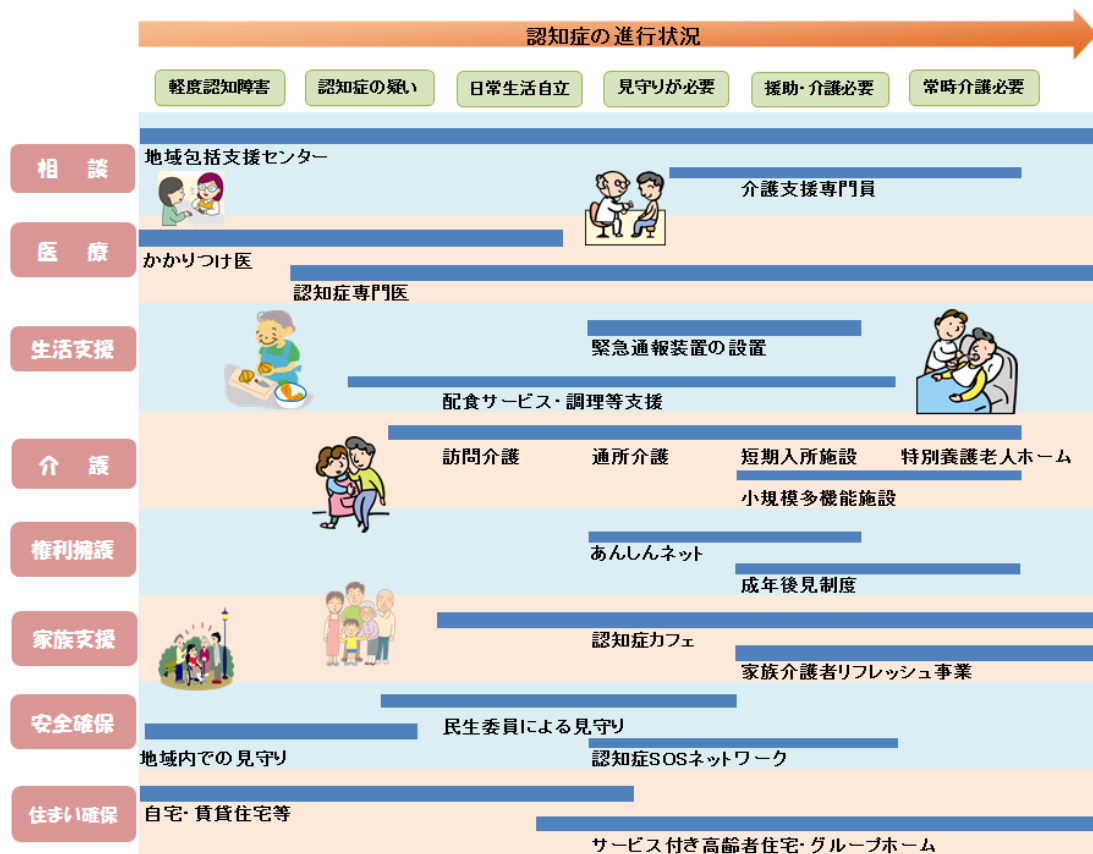 認知症の進行状況
軽度認知障害
認知症の疑い
日常生活自立
見守りが必要
援助・介護必要
常時介護必要
相談
地域包括支援センター
介護支援専門員
医療
かかりつけ医
認知症専門医
生活支援
緊急通報装置の設置
配食サービス・調理等支援
介護
訪問介護
通所介護
短期入所施設
特別養護老人ホーム
小規模多機能施設
権利擁護
あんしんネット
成年後見制度
家族支援
認知症カフェ
家族介護者リフレッシュ事業
安全確保
民生委員による見守り
地域内での見守り
認知症SOSネットワーク
住まい確保
自宅・賃貸住宅等
サービス付き高齢者住宅・グループホーム